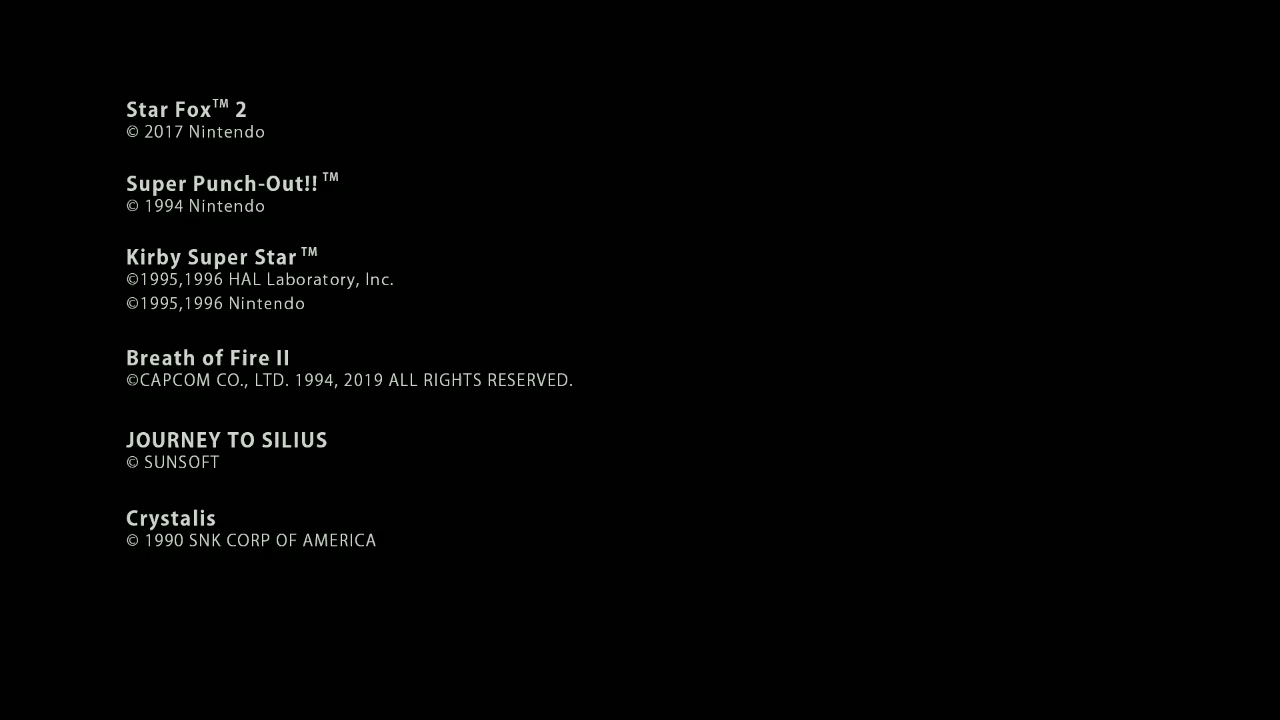 Star Fox™ 2
© 2017 Nintendo
Super Punch-Out!! ™
© 1994 Nintendo
Kirby Super Star ™
©1995,1996 HAL Laboratory, Inc.
©1995,1996 Nintendo
Breath of Fire II
©CAPCOM CO., LTD. 1994, 2019 ALL RIGHTS RESERVED.
JOURNEY TO SILIUS
© SUNSOFT
Crystalis
© 1990 SNK CORP OF AMERICA